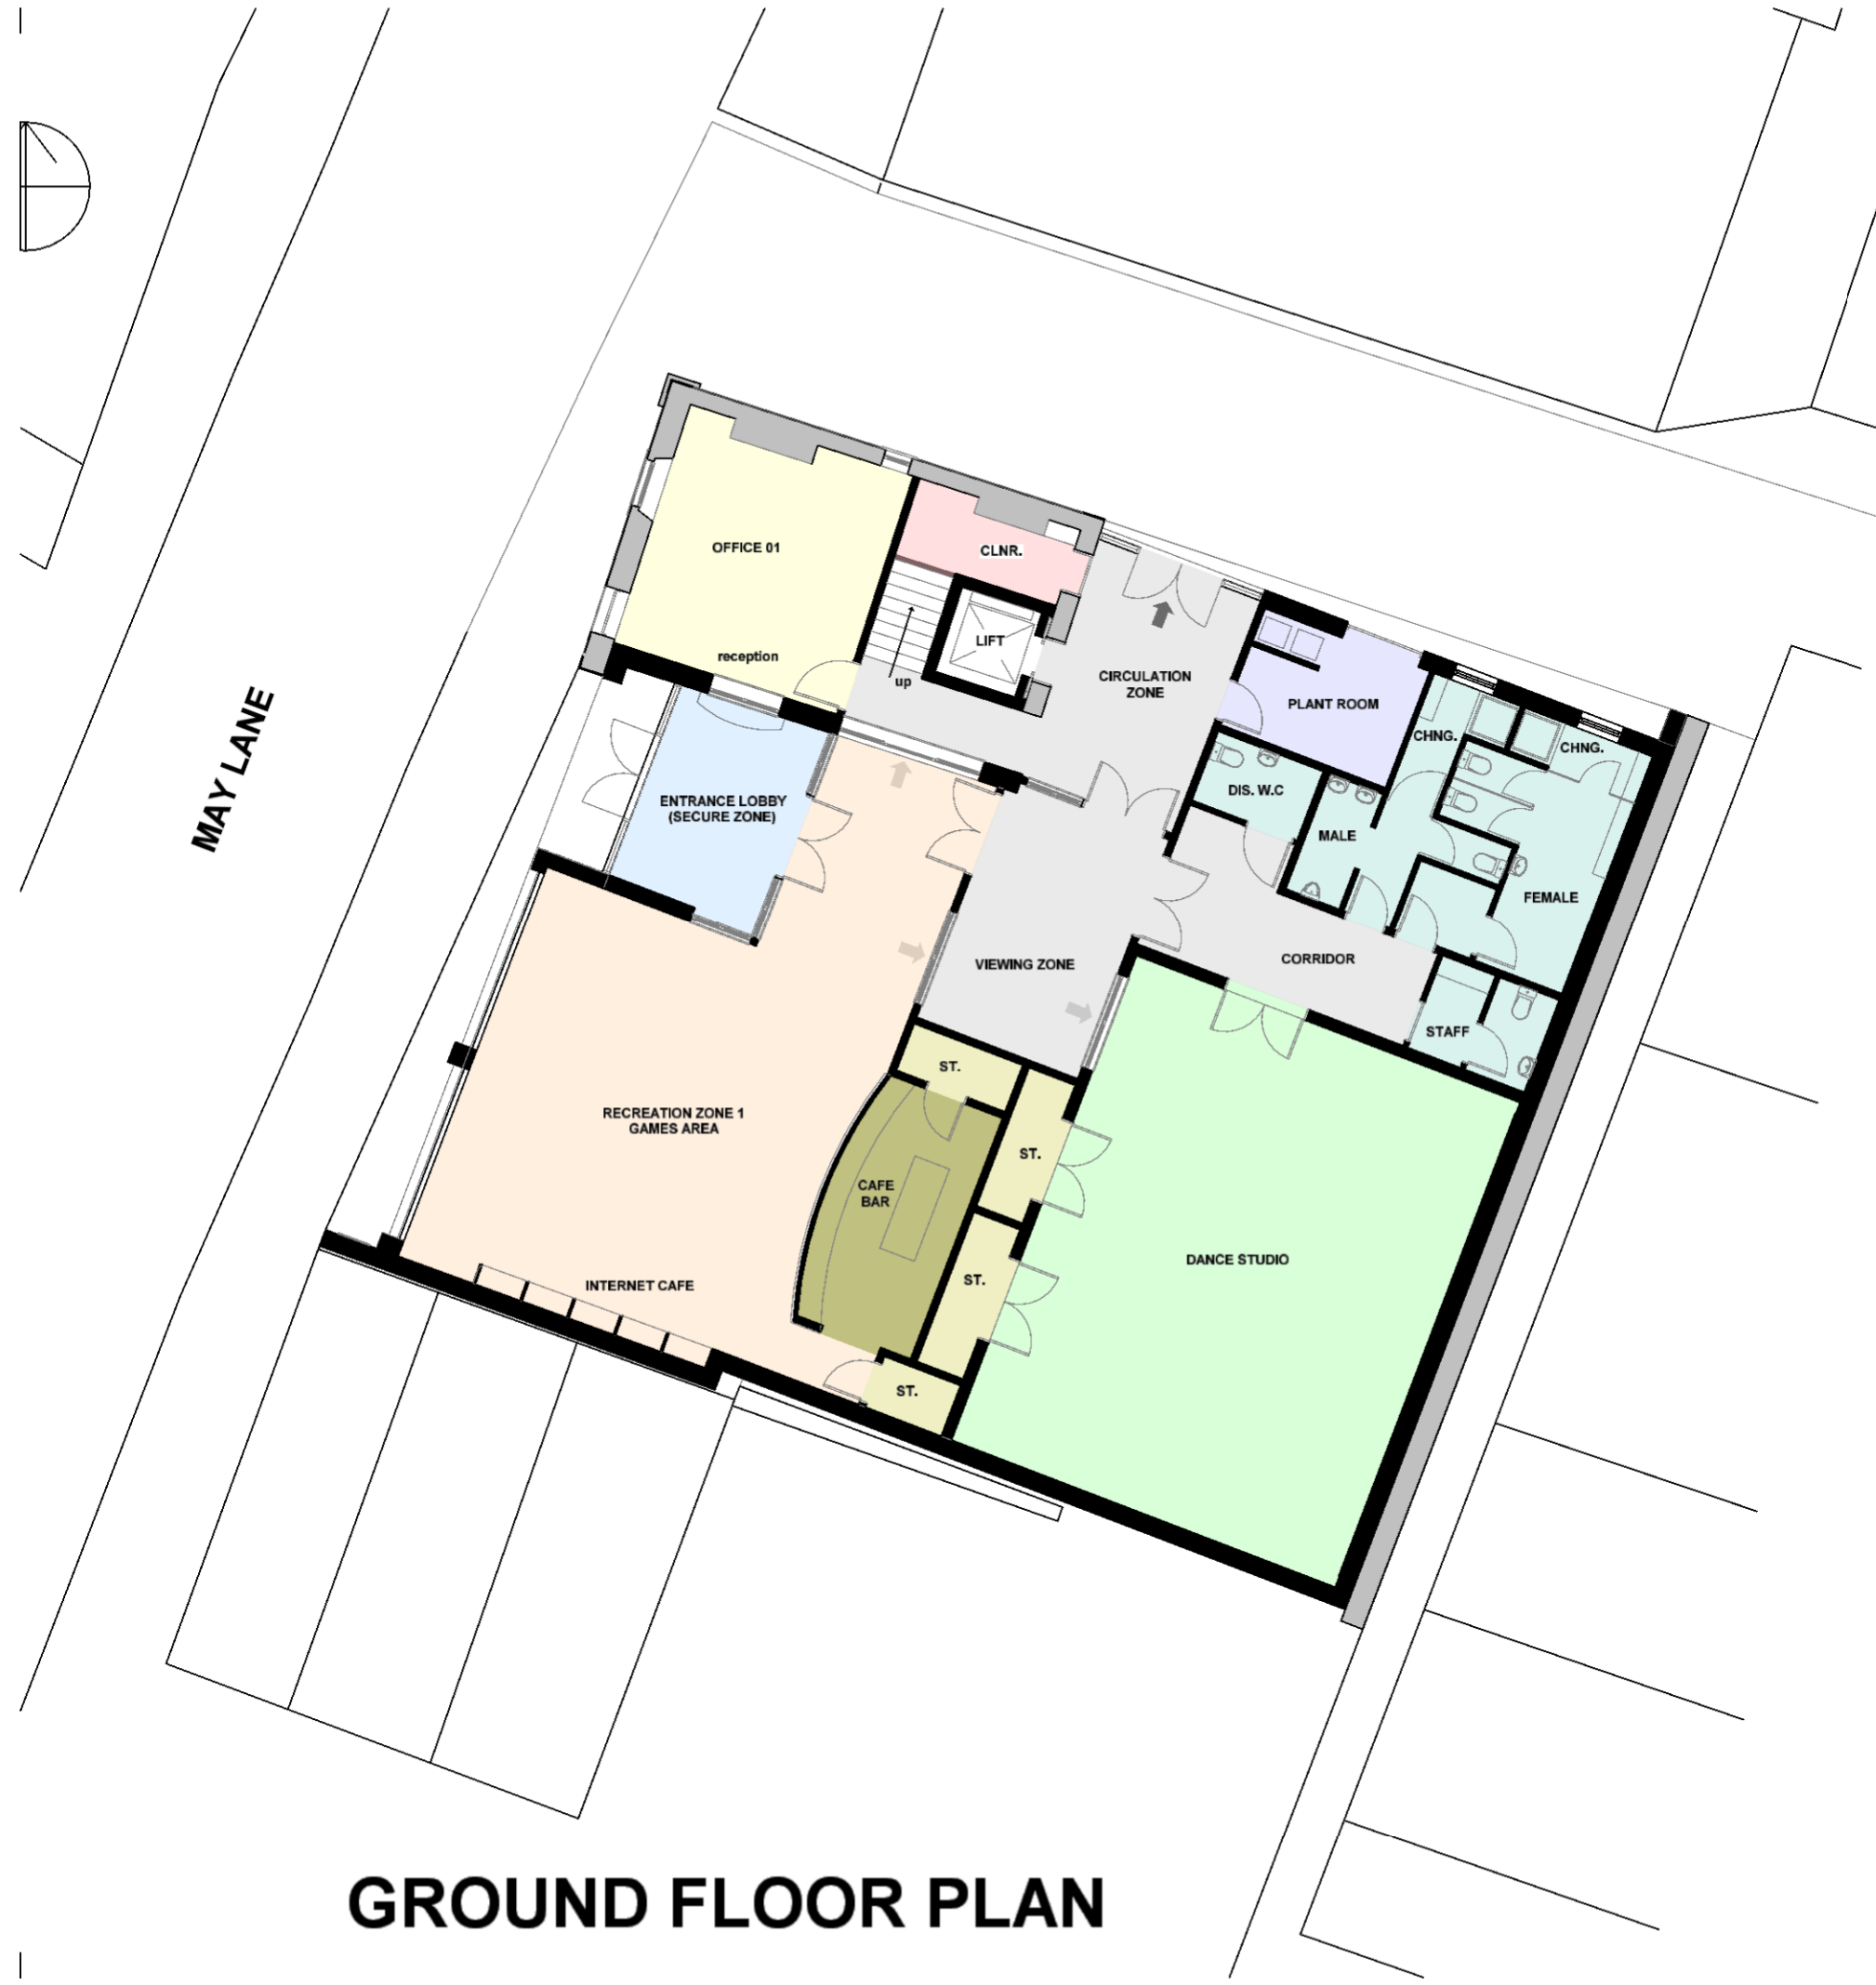 OFFICE 01
CLNR.
LIFT
reception
up
CIRCULATION
ZONE
PLANT ROOM
CHNG.
CHNG.
MAY LANE
ENTRANCE LOBBY
(SECURE ZONE)
DIS. W.C
MALE
FEMALE
VIEWING ZONE
CORRIDOR
STAFF
ST.
RECREATION ZONE 1
GAMES AREA
ST.
CAFE
BAR
DANCE STUDIO
ST.
INTERNET CAFE
ST.
GROUND FLOOR PLAN